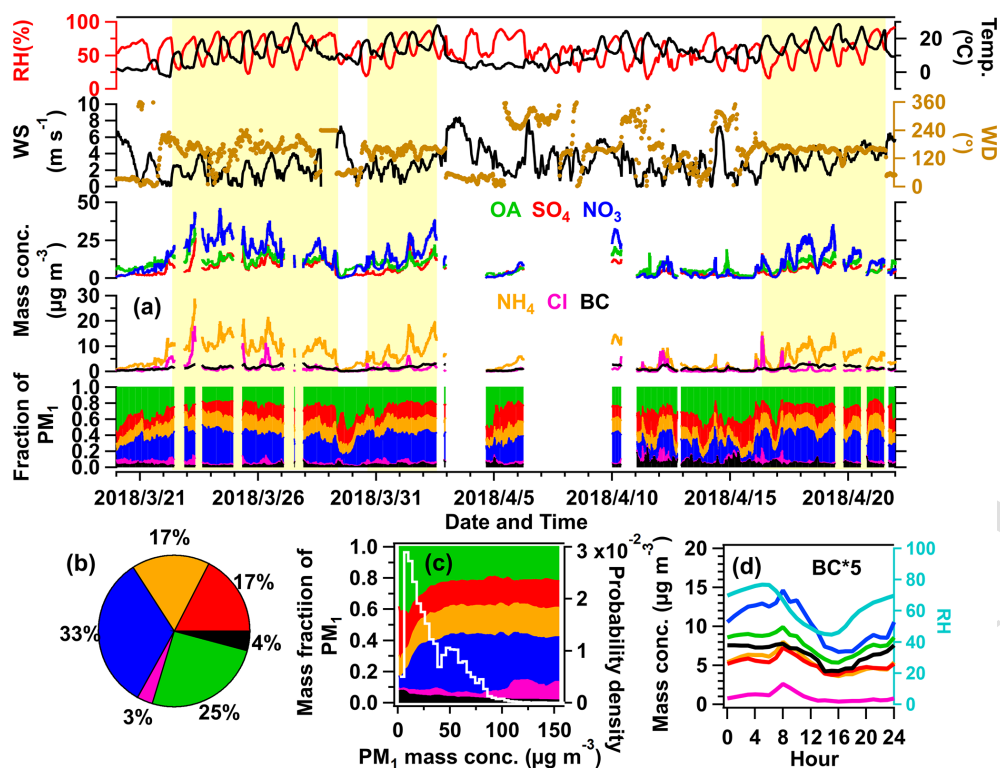 RH(%)
100
50
0
20
0
Temp.
(°C)
WS
(m s⁻¹)
10
8
6
4
2
0
360
240
120
0
WD
(°)
Mass conc.
(μg m⁻³)
50
25
0
OA SO₄ NO₃
30
20
10
0
(a)
NH₄ Cl BC
Fraction of
PM₁
1.0
0.8
0.6
0.4
0.2
0.0
2018/3/21 2018/3/26 2018/3/31 2018/4/5 2018/4/10 2018/4/15 2018/4/20
Date and Time
(b)
17%
17%
33%
4%
3%
25%
Mass fraction of
PM₁
1.0
0.8
0.6
0.4
0.2
0.0
(c)
3 x10⁻²
2
1
0
Probability density
0 50 100 150
PM₁ mass conc. (μg m⁻³)
Mass conc. (μg m⁻³)
20
15
10
5
0
(d) BC*5
100
80
60
40
20
0
RH
0 4 8 12 16 20 24
Hour